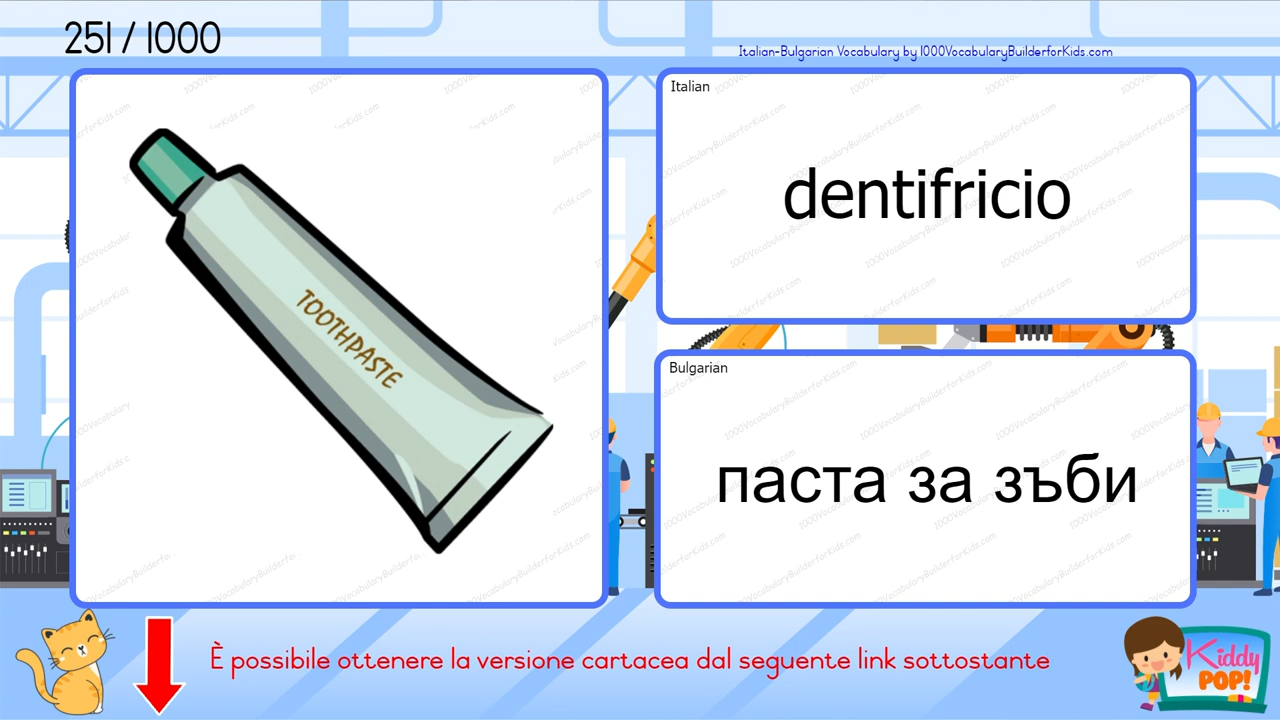 251 / 1000
Italian-Bulgarian Vocabulary by 1000VocabularyBuilderforKids.com
TOOTHPASTE
Italian
dentifricio
Bulgarian
паста за зъби
È possibile ottenere la versione cartacea dal seguente link sottostante
Kiddy
POP!